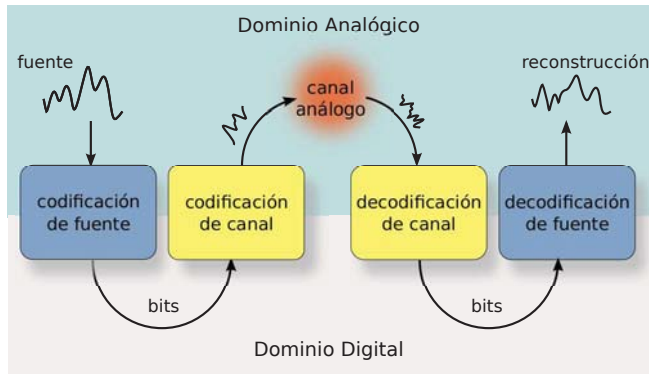 Dominio Analógico
fuente
canal
análogo
reconstrucción
codificación
de fuente
codificación
de canal
decodificación
de canal
decodificación
de fuente
bits
bits
Dominio Digital